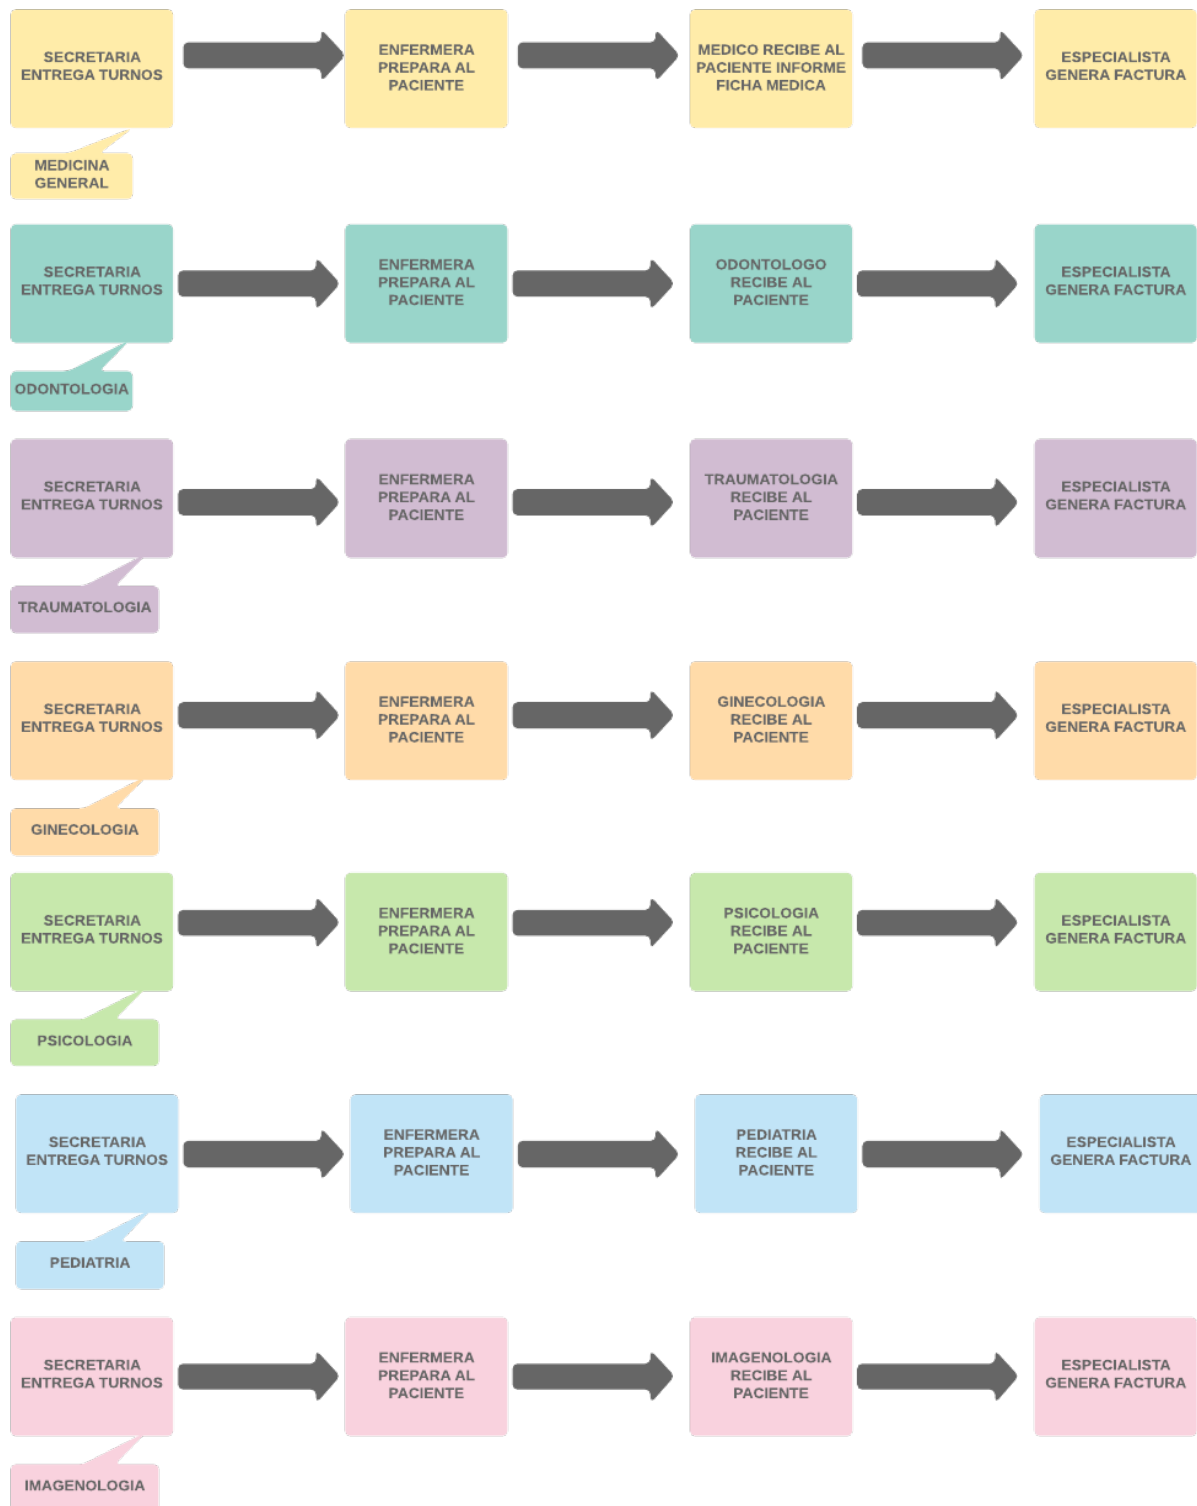 SECRETARIA
ENTREGA TURNOS
ENFERMERA
PREPARA AL
PACIENTE
MEDICO RECIBE AL
PACIENTE INFORME
FICHA MEDICA
ESPECIALISTA
GENERA FACTURA
MEDICINA
GENERAL
SECRETARIA
ENTREGA TURNOS
ENFERMERA
PREPARA AL
PACIENTE
ODONTOLOGO
RECIBE AL
PACIENTE
ESPECIALISTA
GENERA FACTURA
ODONTOLOGIA
SECRETARIA
ENTREGA TURNOS
ENFERMERA
PREPARA AL
PACIENTE
TRAUMATOLOGIA
RECIBE AL
PACIENTE
ESPECIALISTA
GENERA FACTURA
TRAUMATOLOGIA
SECRETARIA
ENTREGA TURNOS
ENFERMERA
PREPARA AL
PACIENTE
GINECOLOGIA
RECIBE AL
PACIENTE
ESPECIALISTA
GENERA FACTURA
GINECOLOGIA
SECRETARIA
ENTREGA TURNOS
ENFERMERA
PREPARA AL
PACIENTE
PSICOLOGIA
RECIBE AL
PACIENTE
ESPECIALISTA
GENERA FACTURA
PSICOLOGIA
SECRETARIA
ENTREGA TURNOS
ENFERMERA
PREPARA AL
PACIENTE
PEDIATRIA
RECIBE AL
PACIENTE
ESPECIALISTA
GENERA FACTURA
PEDIATRIA
SECRETARIA
ENTREGA TURNOS
ENFERMERA
PREPARA AL
PACIENTE
IMAGENOLOGIA
RECIBE AL
PACIENTE
ESPECIALISTA
GENERA FACTURA
IMAGENOLOGIA